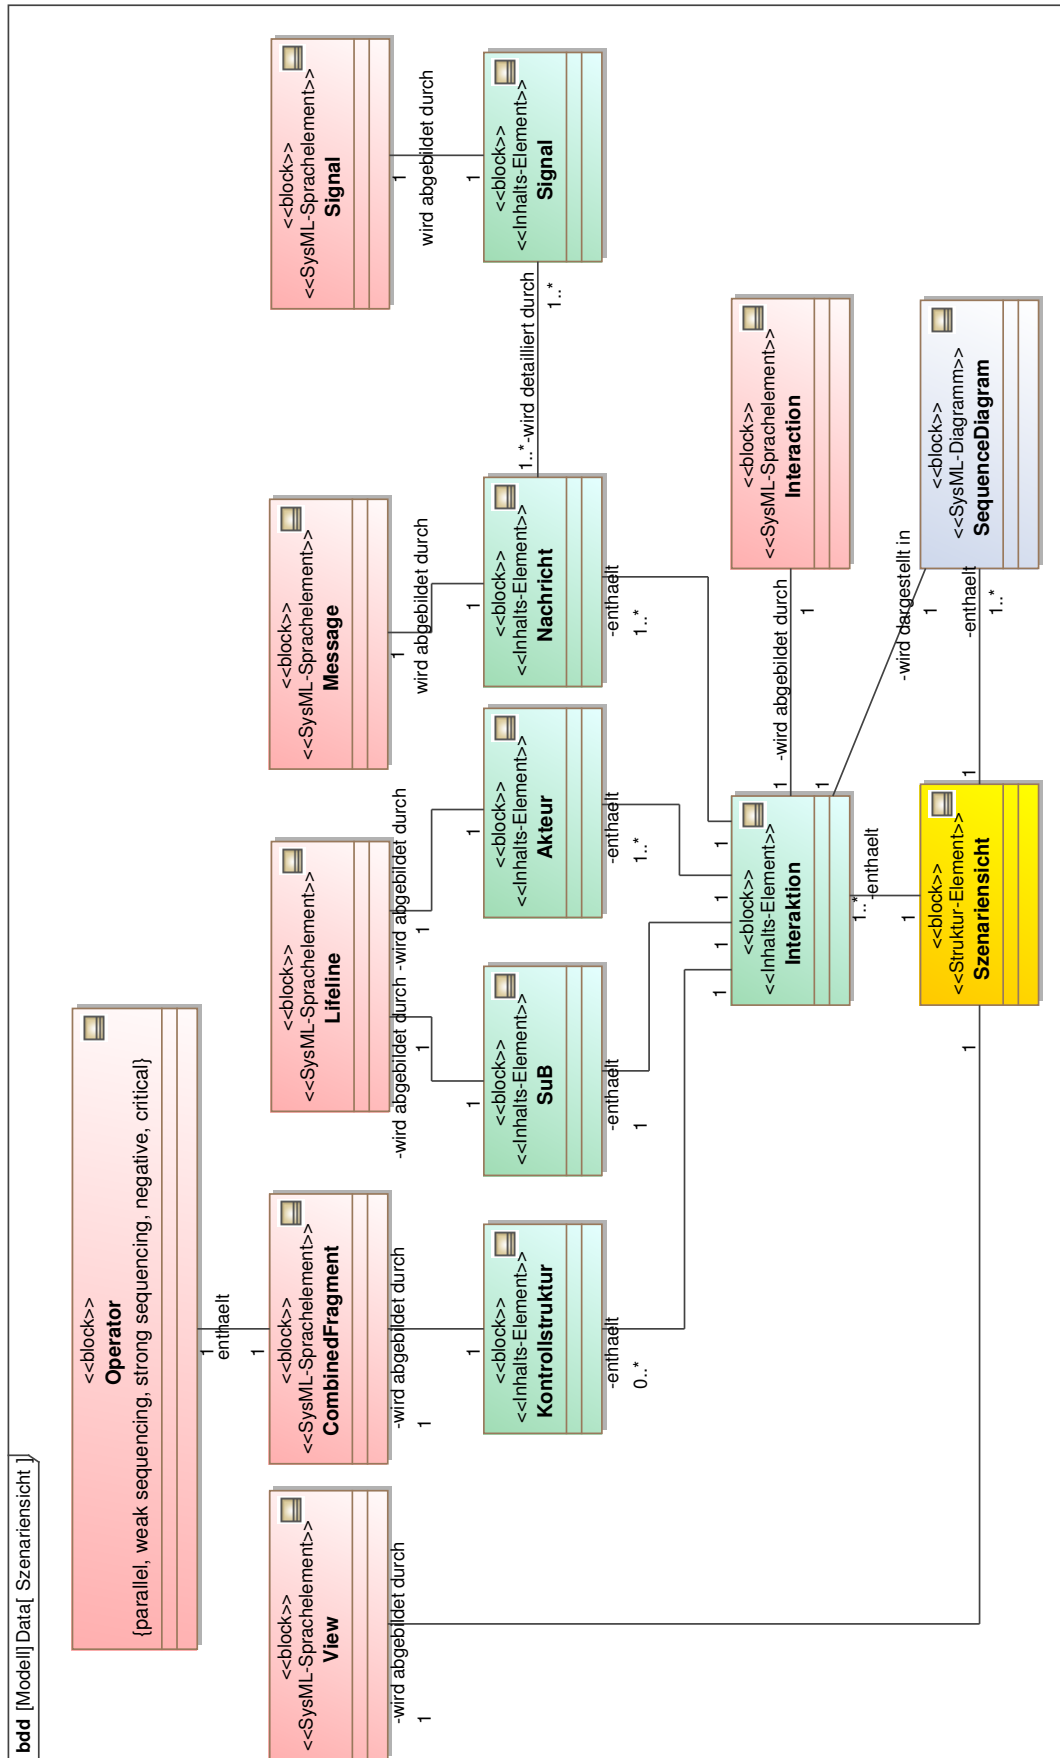 bdd [Modell] Data[ Szenariensicht ]
<<block>>
Operator
{parallel, weak sequencing, strong sequencing, negative, critical}
1
enthaelt
1
<<block>>
<<SysML-Sprachelement>>
View
-wird abgebildet durch
1
<<block>>
<<SysML-Sprachelement>>
CombinedFragment
-wird abgebildet durch
1
1
<<block>>
<<SysML-Sprachelement>>
Lifeline
-wird abgebildet durch
1
1
-wird abgebildet durch
1
1
<<block>>
<<SysML-Sprachelement>>
Message
1
wird abgebildet durch
1
<<block>>
<<SysML-Sprachelement>>
Signal
1
wird abgebildet durch
1
<<block>>
<<Inhalts-Element>>
Kontrollstruktur
-enthaelt
0..*
1
<<block>>
<<Inhalts-Element>>
SuB
-enthaelt
1
1
<<block>>
<<Inhalts-Element>>
Akteur
-enthaelt
1..*
1
<<block>>
<<Inhalts-Element>>
Nachricht
-enthaelt
1..*
1
1..*
-wird detailliert durch
1..*
<<block>>
<<Inhalts-Element>>
Signal
<<block>>
<<Inhalts-Element>>
Interaktion
1
-wird abgebildet durch
1
<<block>>
<<SysML-Sprachelement>>
Interaction
1
-wird dargestellt in
1
1..*
-enthaelt
1
<<block>>
<<Struktur-Element>>
Szenariensicht
1
1
-enthaelt
1..*
<<block>>
<<SysML-Diagramm>>
SequenceDiagram